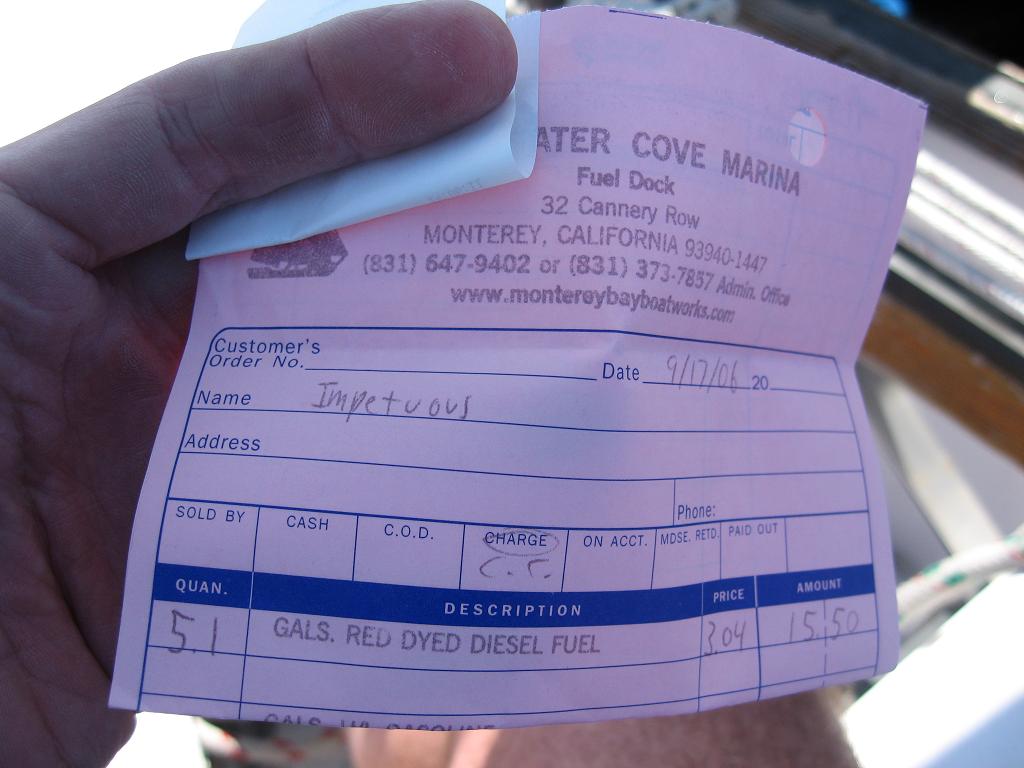 ATER COVE MARINA
Fuel Dock
32 Cannery Row
MONTEREY, CALIFORNIA 93940-1447
(831) 647-9402 or (831) 373-7857 Admin. Office
www.montereybayboatworks.com
Customer's
Order No. Date 9/17/06 20
Name Impetuous
Address
Phone:
SOLD BY CASH C.O.D. CHARGE ON ACCT. MDSE. RETD. PAID OUT
QUAN. DESCRIPTION PRICE AMOUNT
5.1 GALS. RED DYED DIESEL FUEL 3.04 15.50
GALS. GASOLINE